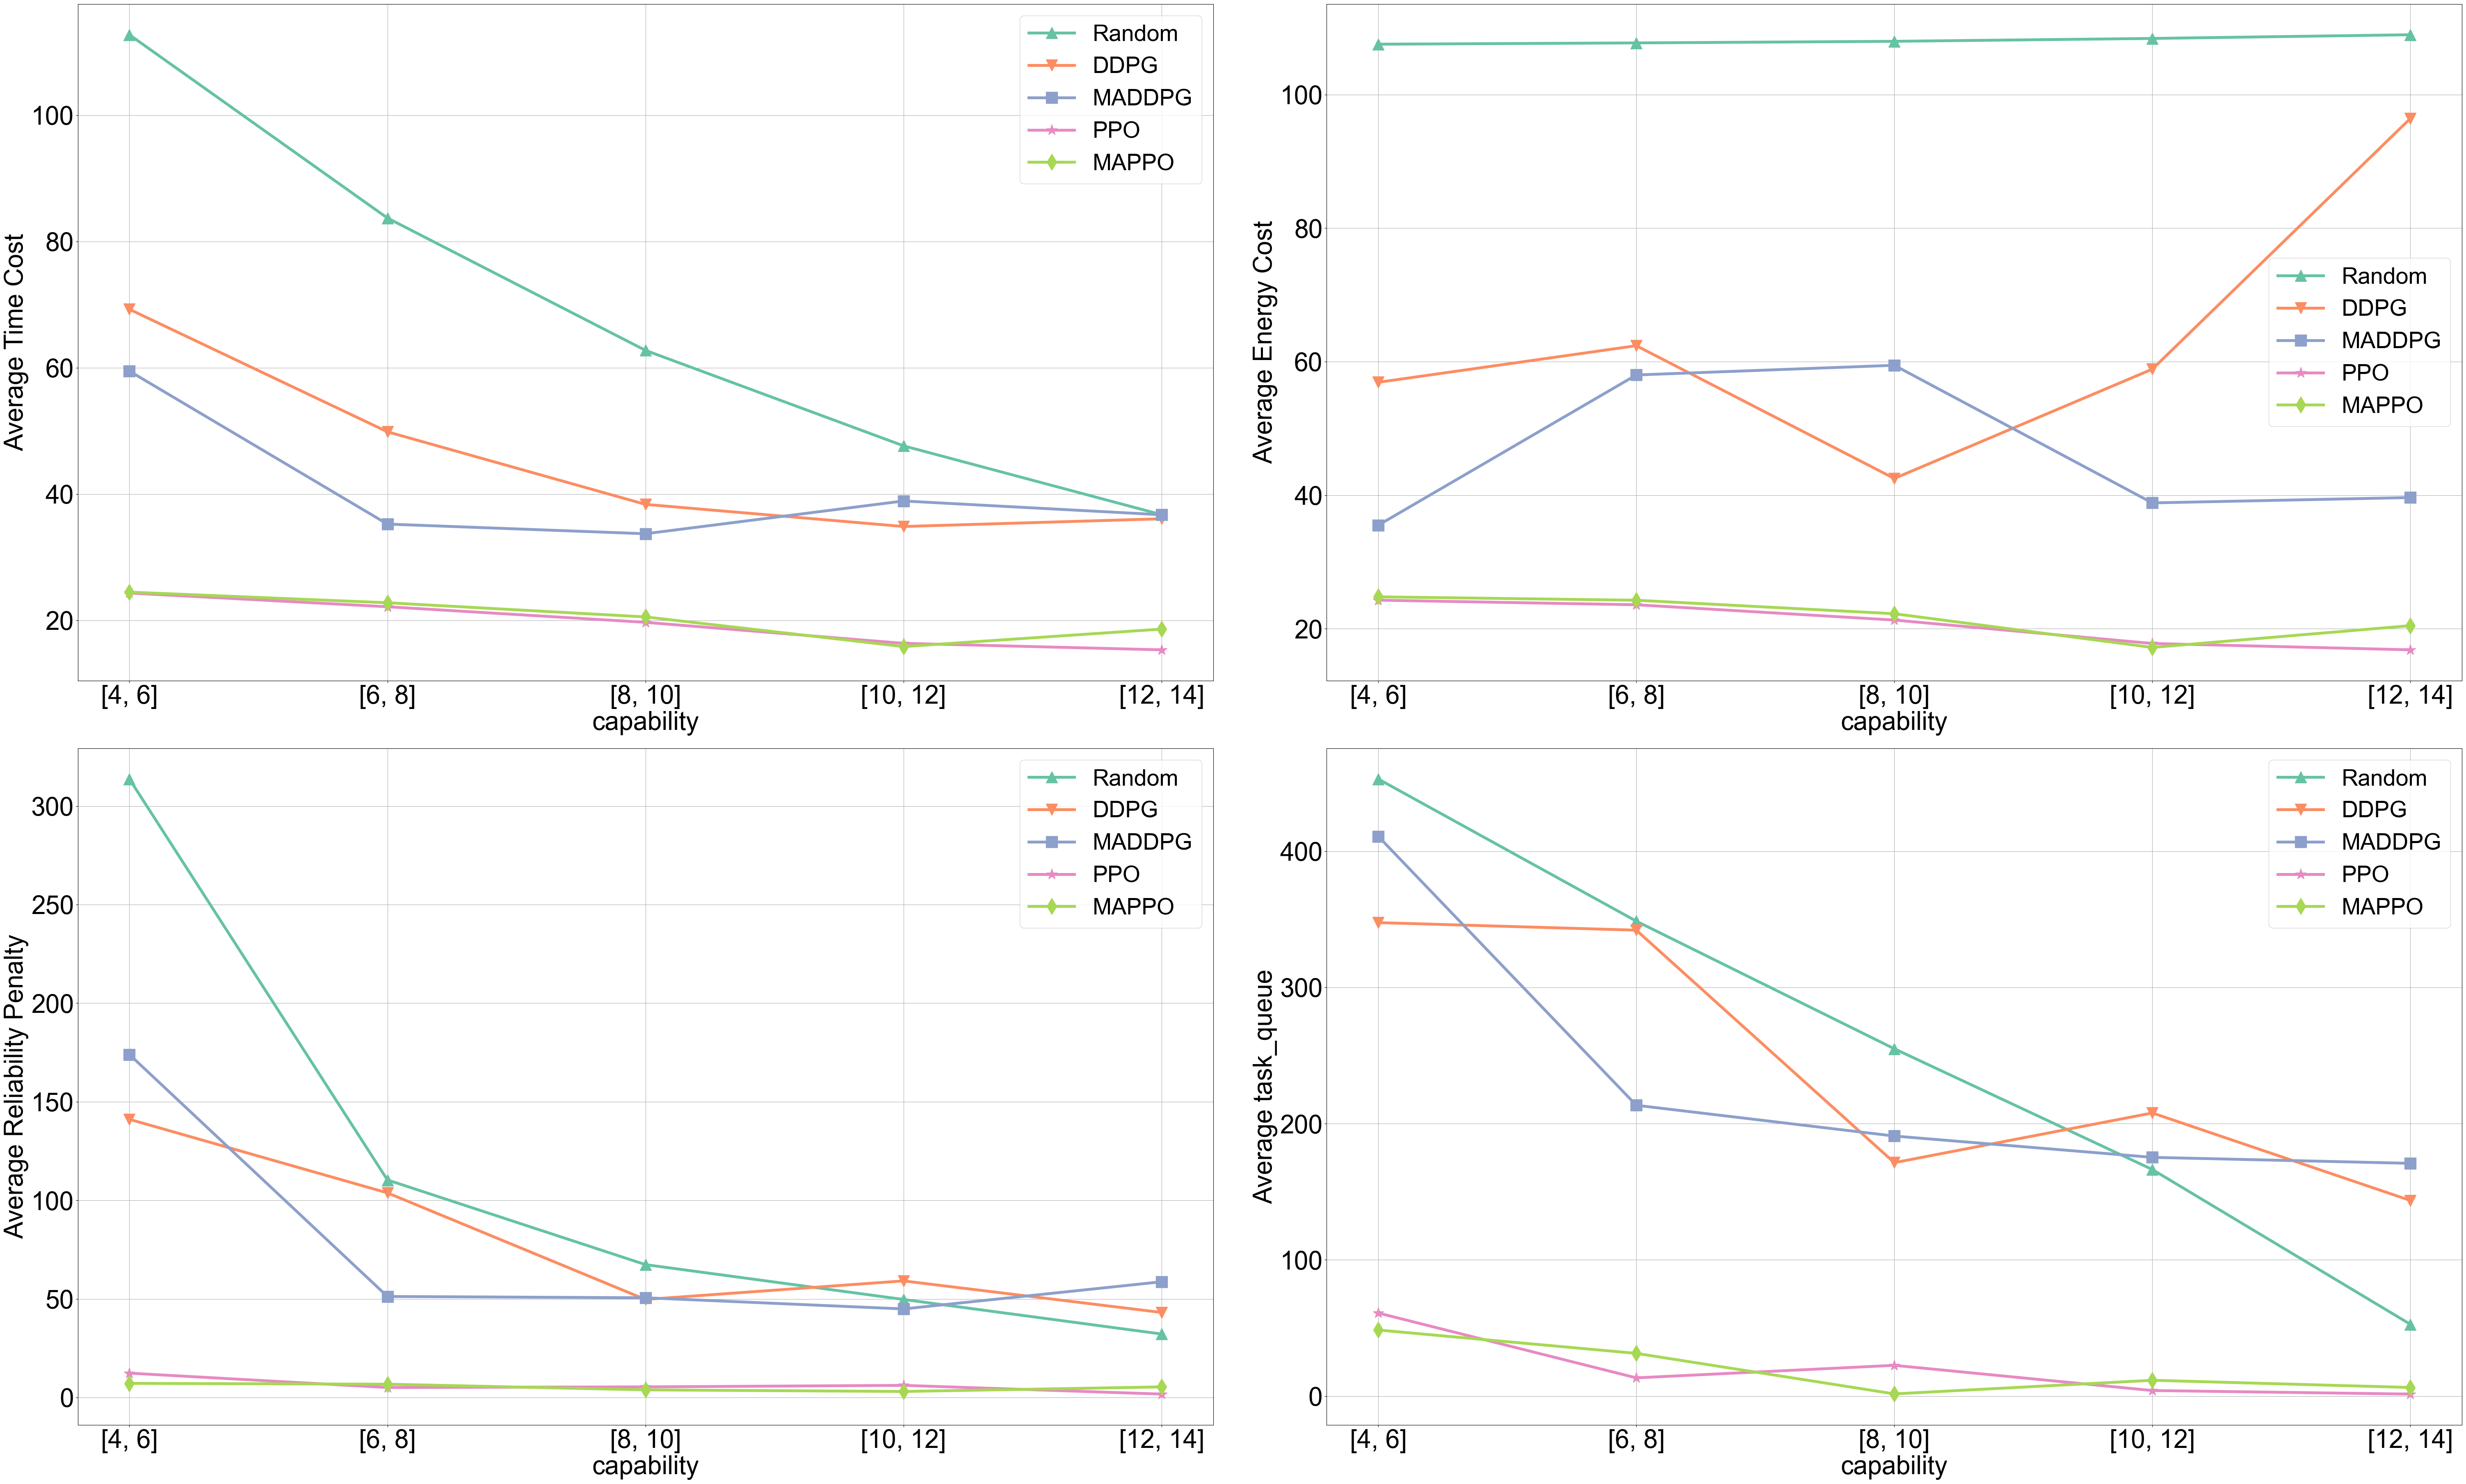 Average Time Cost
100
80
60
40
20
Random
DDPG
MADDPG
PPO
MAPPO
[4, 6] [6, 8] [8, 10] [10, 12] [12, 14]
capability
Average Energy Cost
100
80
60
40
20
Random
DDPG
MADDPG
PPO
MAPPO
[4, 6] [6, 8] [8, 10] [10, 12] [12, 14]
capability
Average Reliability Penalty
300
250
200
150
100
50
0
Random
DDPG
MADDPG
PPO
MAPPO
[4, 6] [6, 8] [8, 10] [10, 12] [12, 14]
capability
Average task_queue
400
300
200
100
0
Random
DDPG
MADDPG
PPO
MAPPO
[4, 6] [6, 8] [8, 10] [10, 12] [12, 14]
capability